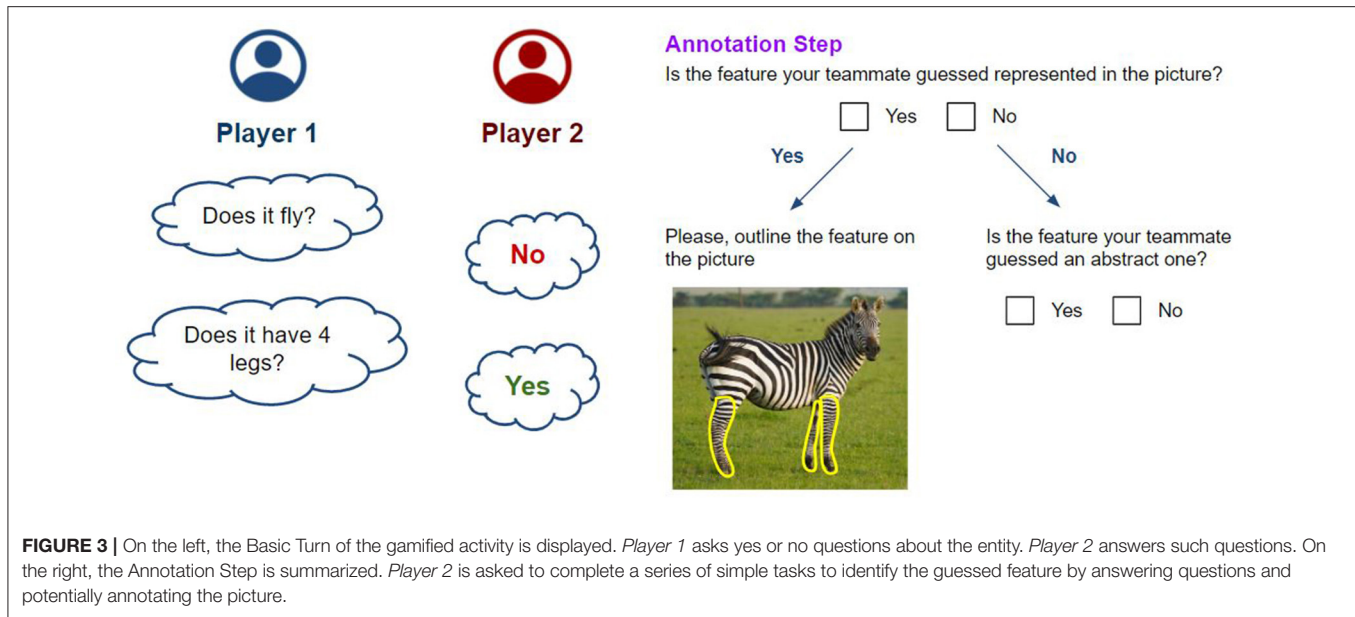 Player 1
Player 2
Does it fly?
No
Does it have 4
legs?
Yes
Annotation Step
Is the feature your teammate guessed represented in the picture?
Yes No
Yes
No
Please, outline the feature on
the picture
Is the feature your teammate
guessed an abstract one?
Yes No
FIGURE 3 | On the left, the Basic Turn of the gamified activity is displayed. Player 1 asks yes or no questions about the entity. Player 2 answers such questions. On
the right, the Annotation Step is summarized. Player 2 is asked to complete a series of simple tasks to identify the guessed feature by answering questions and
potentially annotating the picture.